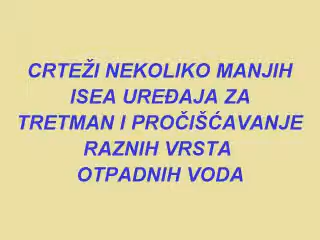 CRTEŽI NEKOLIKO MANJIH
ISEA UREĐAJA ZA
TRETMAN I PROČIŠĆAVANJE
RAZNIH VRSTA
OTPADNIH VODA